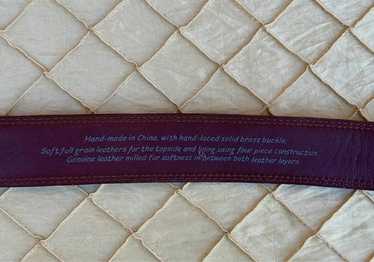 Hand-made in China, with hand-laced solid brass buckle.
Soft full grain leathers for the topside and lining using four piece construction.
Genuine leather milled for softness in between both leather layers